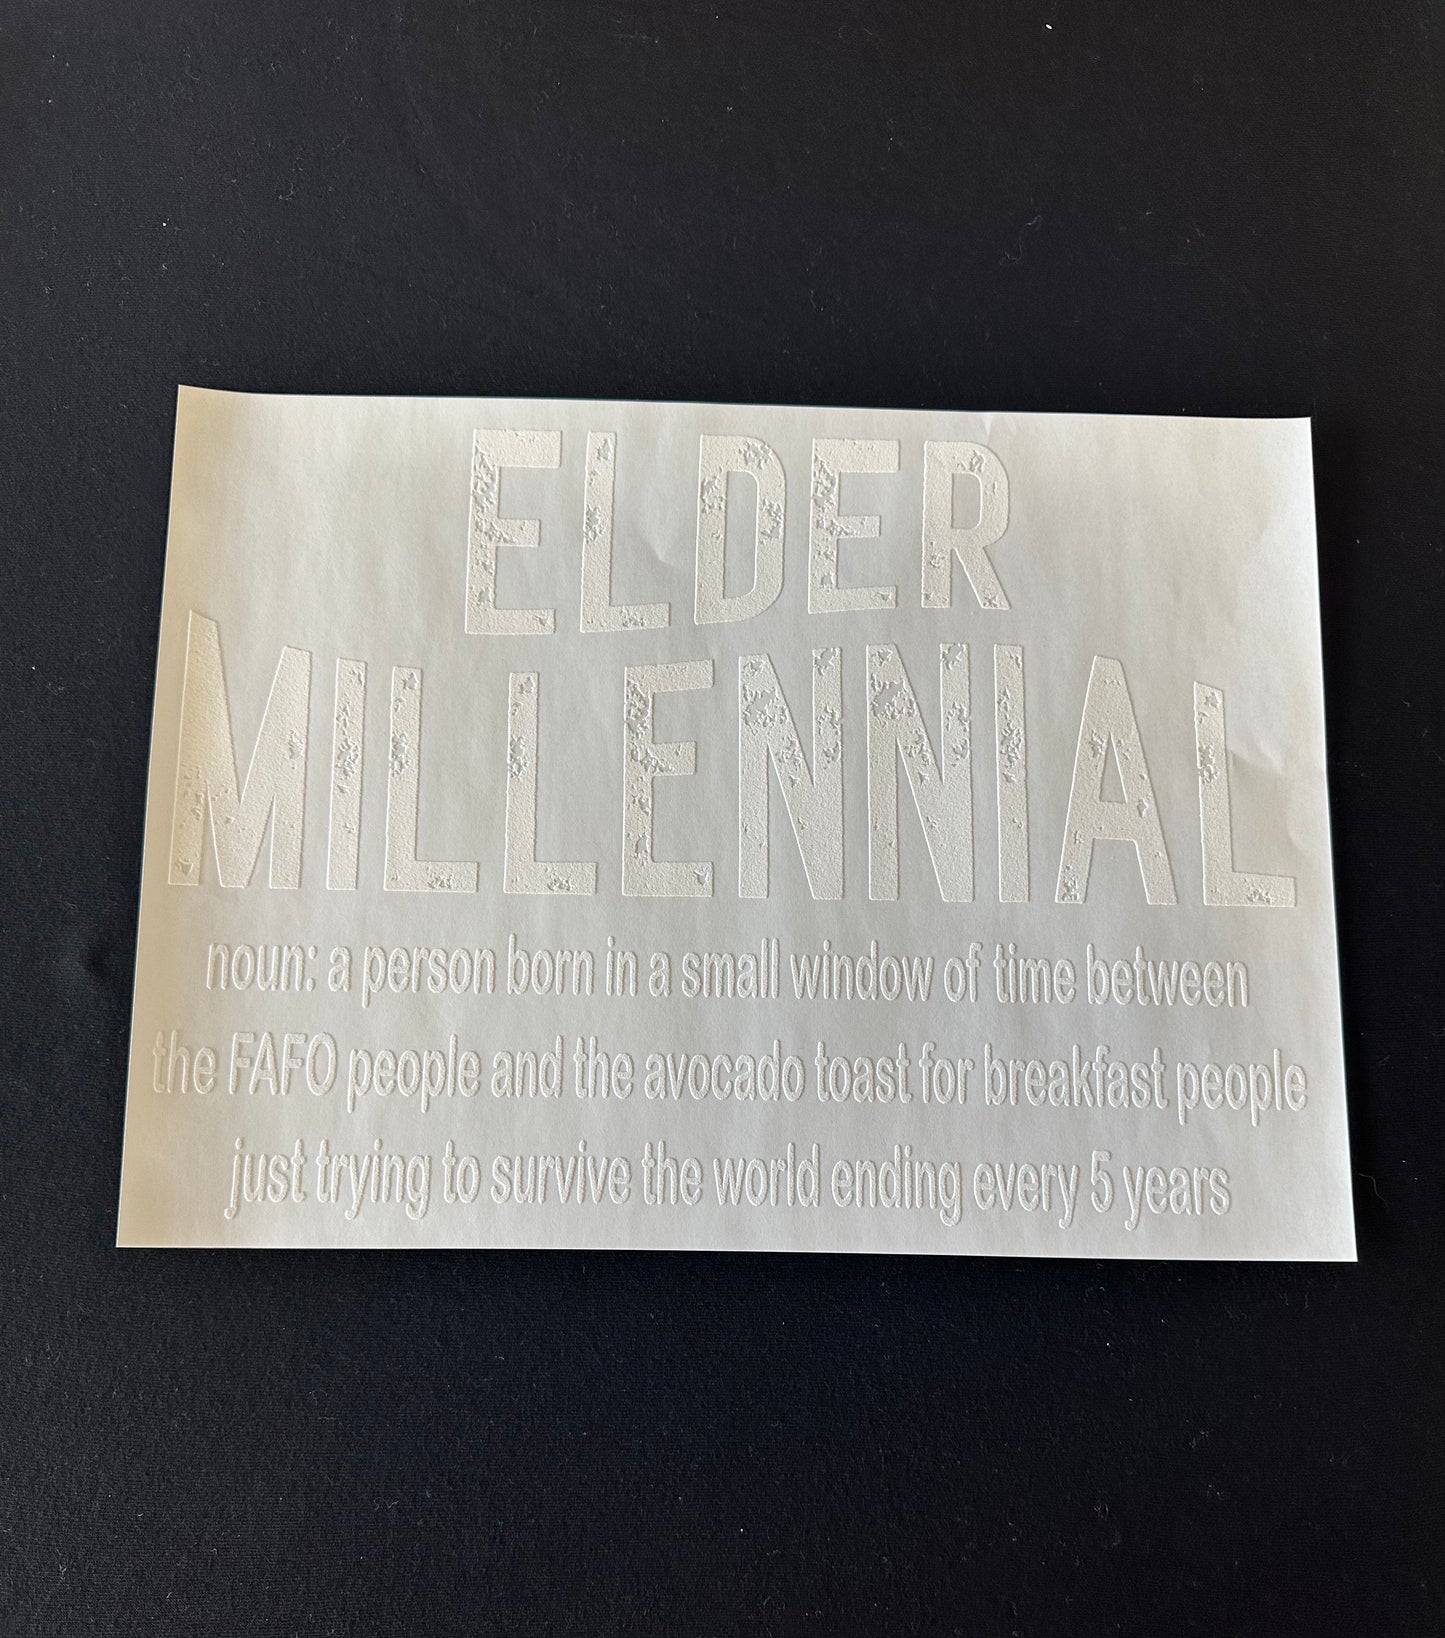 ELDER
MILLENNIAL
noun: a person born in a small window of time between
the FAFO people and the avocado toast for breakfast people
just trying to survive the world ending every 5 years